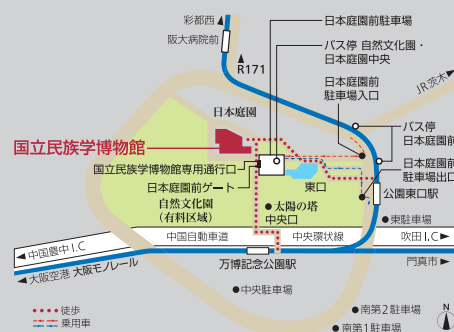 彩都西
阪大病院前
R171
日本庭園前駐車場
バス停 自然文化園・
日本庭園中央
日本庭園前
駐車場入口
JR茨木
日本庭園
国立民族学博物館
国立民族学博物館専用通行口
日本庭園前ゲート
自然文化園
（有料区域）
東口
太陽の塔
中央口
バス停
日本庭園前
日本庭園前
駐車場出口
公園東口駅
東駐車場
中国豊中 I.C
中国自動車道
中央環状線
吹田 I.C
大阪空港 大阪モノレール
万博記念公園駅
門真市
中央駐車場
南第2駐車場
南第1駐車場
徒歩
乗用車
N